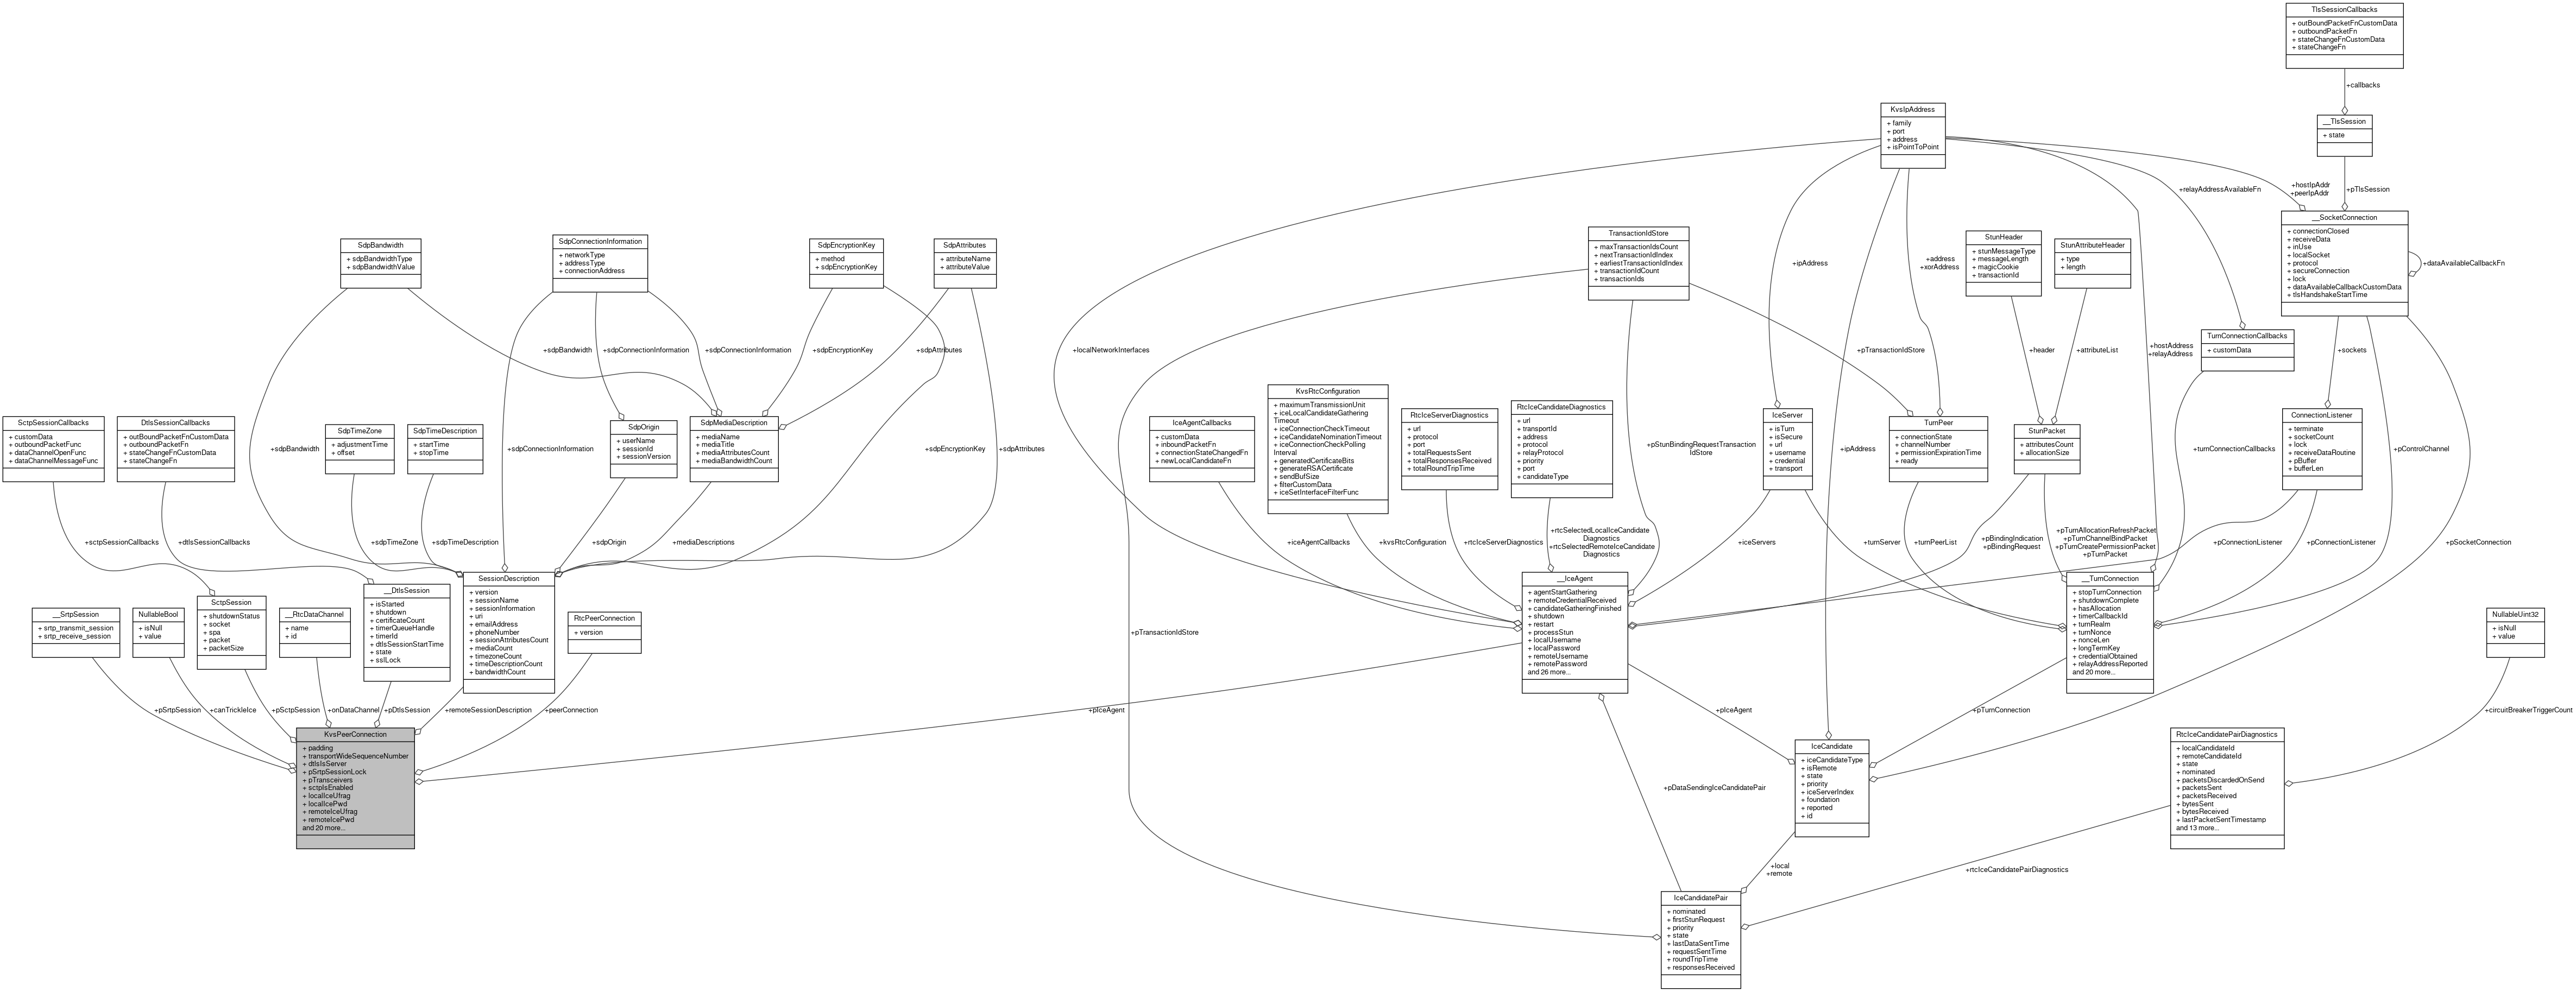 TlsSessionCallbacks
+ outBoundPacketFnCustomData
+ outboundPacketFn
+ stateChangeFnCustomData
+ stateChangeFn
+callbacks
__TlsSession
+ state
+pTlsSession
KvsIpAddress
+ family
+ port
+ address
+ isPointToPoint
+hostIpAddr
+peerIpAddr
+relayAddressAvailableFn
__SocketConnection
+ connectionClosed
+ receiveData
+ inUse
+ localSocket
+ protocol
+ secureConnection
+ lock
+ dataAvailableCallbackCustomData
+ tlsHandshakeStartTime
+dataAvailableCallbackFn
SdpBandwidth
+ sdpBandwidthType
+ sdpBandwidthValue
SdpConnectionInformation
+ networkType
+ addressType
+ connectionAddress
SdpEncryptionKey
+ method
+ sdpEncryptionKey
SdpAttributes
+ attributeName
+ attributeValue
TransactionIdStore
+ maxTransactionIdsCount
+ nextTransactionIdIndex
+ earliestTransactionIdIndex
+ transactionIdCount
+ transactionIds
+ipAddress
+address
+xorAddress
StunHeader
+ stunMessageType
+ messageLength
+ magicCookie
+ transactionId
StunAttributeHeader
+ type
+ length
TurnConnectionCallbacks
+ customData
+sdpBandwidth
+sdpConnectionInformation
+sdpConnectionInformation
+sdpEncryptionKey
+sdpAttributes
+localNetworkInterfaces
+pTransactionIdStore
+header
+attributeList
+hostAddress
+relayAddress
+sockets
SctpSessionCallbacks
+ customData
+ outboundPacketFunc
+ dataChannelOpenFunc
+ dataChannelMessageFunc
DtlsSessionCallbacks
+ outBoundPacketFnCustomData
+ outboundPacketFn
+ stateChangeFnCustomData
+ stateChangeFn
SdpTimeZone
+ adjustmentTime
+ offset
SdpTimeDescription
+ startTime
+ stopTime
SdpOrigin
+ userName
+ sessionId
+ sessionVersion
SdpMediaDescription
+ mediaName
+ mediaTitle
+ mediaAttributesCount
+ mediaBandwidthCount
IceAgentCallbacks
+ customData
+ inboundPacketFn
+ connectionStateChangedFn
+ newLocalCandidateFn
KvsRtcConfiguration
+ maximumTransmissionUnit
+ iceLocalCandidateGathering
Timeout
+ iceConnectionCheckTimeout
+ iceCandidateNominationTimeout
+ iceConnectionCheckPolling
Interval
+ generatedCertificateBits
+ generateRSACertificate
+ sendBufSize
+ filterCustomData
+ iceSetInterfaceFilterFunc
RtcIceServerDiagnostics
+ url
+ protocol
+ port
+ totalRequestsSent
+ totalResponsesReceived
+ totalRoundTripTime
RtcIceCandidateDiagnostics
+ url
+ transportId
+ address
+ protocol
+ relayProtocol
+ priority
+ port
+ candidateType
+pStunBindingRequestTransaction
IdStore
IceServer
+ isTurn
+ isSecure
+ url
+ username
+ credential
+ transport
+ipAddress
TurnPeer
+ connectionState
+ channelNumber
+ permissionExpirationTime
+ ready
StunPacket
+ attributesCount
+ allocationSize
+turnConnectionCallbacks
ConnectionListener
+ terminate
+ socketCount
+ lock
+ receiveDataRoutine
+ pBuffer
+ bufferLen
+pControlChannel
+sdpBandwidth
+sdpConnectionInformation
+sdpEncryptionKey
+sdpAttributes
+sctpSessionCallbacks
+dtlsSessionCallbacks
+sdpTimeZone
+sdpTimeDescription
+sdpOrigin
+mediaDescriptions
+iceAgentCallbacks
+kvsRtcConfiguration
+rtcIceServerDiagnostics
+rtcSelectedLocalIceCandidate
Diagnostics
+rtcSelectedRemoteIceCandidate
Diagnostics
+iceServers
+turnServer
+turnPeerList
+pBindingIndication
+pBindingRequest
+pTurnAllocationRefreshPacket
+pTurnChannelBindPacket
+pTurnCreatePermissionPacket
+pTurnPacket
+pConnectionListener
+pConnectionListener
+pSocketConnection
__SrtpSession
+ srtp_transmit_session
+ srtp_receive_session
NullableBool
+ isNull
+ value
SctpSession
+ shutdownStatus
+ socket
+ spa
+ packet
+ packetSize
__RtcDataChannel
+ name
+ id
__DtlsSession
+ isStarted
+ shutdown
+ certificateCount
+ timerQueueHandle
+ timerId
+ dtlsSessionStartTime
+ state
+ sslLock
SessionDescription
+ version
+ sessionName
+ sessionInformation
+ uri
+ emailAddress
+ phoneNumber
+ sessionAttributesCount
+ mediaCount
+ timezoneCount
+ timeDescriptionCount
+ bandwidthCount
RtcPeerConnection
+ version
+pTransactionIdStore
__IceAgent
+ agentStartGathering
+ remoteCredentialReceived
+ candidateGatheringFinished
+ shutdown
+ restart
+ processStun
+ localUsername
+ localPassword
+ remoteUsername
+ remotePassword
and 26 more...
__TurnConnection
+ stopTurnConnection
+ shutdownComplete
+ hasAllocation
+ timerCallbackId
+ turnRealm
+ turnNonce
+ nonceLen
+ longTermKey
+ credentialObtained
+ relayAddressReported
and 20 more...
NullableUint32
+ isNull
+ value
+pSrtpSession
+canTrickleIce
+pSctpSession
+onDataChannel
+pDtlsSession
+remoteSessionDescription
+peerConnection
+pIceAgent
+pIceAgent
+pTurnConnection
+circuitBreakerTriggerCount
KvsPeerConnection
+ padding
+ transportWideSequenceNumber
+ dtlsIsServer
+ pSrtpSessionLock
+ pTransceivers
+ sctpIsEnabled
+ localIceUfrag
+ localIcePwd
+ remoteIceUfrag
+ remoteIcePwd
and 20 more...
IceCandidate
+ iceCandidateType
+ isRemote
+ state
+ priority
+ iceServerIndex
+ foundation
+ reported
+ id
RtcIceCandidatePairDiagnostics
+ localCandidateId
+ remoteCandidateId
+ state
+ nominated
+ packetsDiscardedOnSend
+ packetsSent
+ packetsReceived
+ bytesSent
+ bytesReceived
+ lastPacketSentTimestamp
and 13 more...
+pDataSendingIceCandidatePair
+local
+remote
+rtcIceCandidatePairDiagnostics
IceCandidatePair
+ nominated
+ firstStunRequest
+ priority
+ state
+ lastDataSentTime
+ requestSentTime
+ roundTripTime
+ responsesReceived